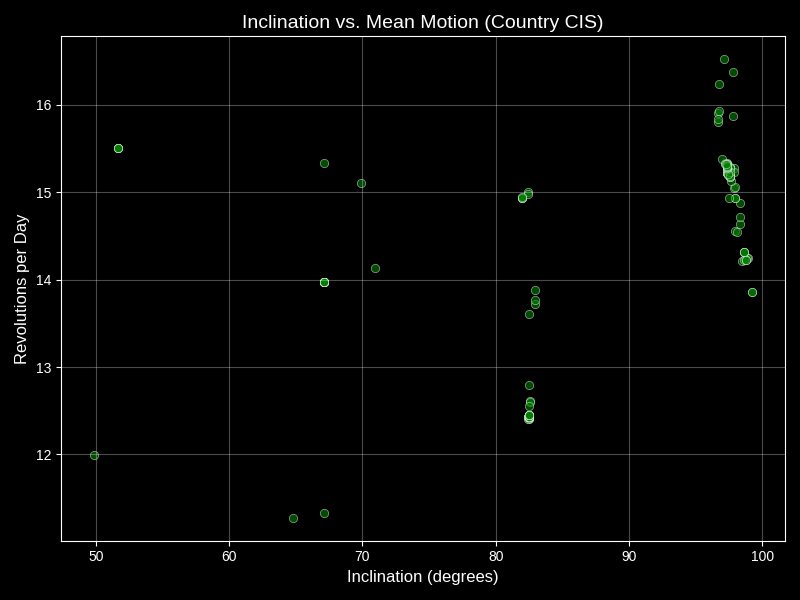 Inclination vs. Mean Motion (Country CIS)
Revolutions per Day
16
15
14
13
12
50 60 70 80 90 100
Inclination (degrees)